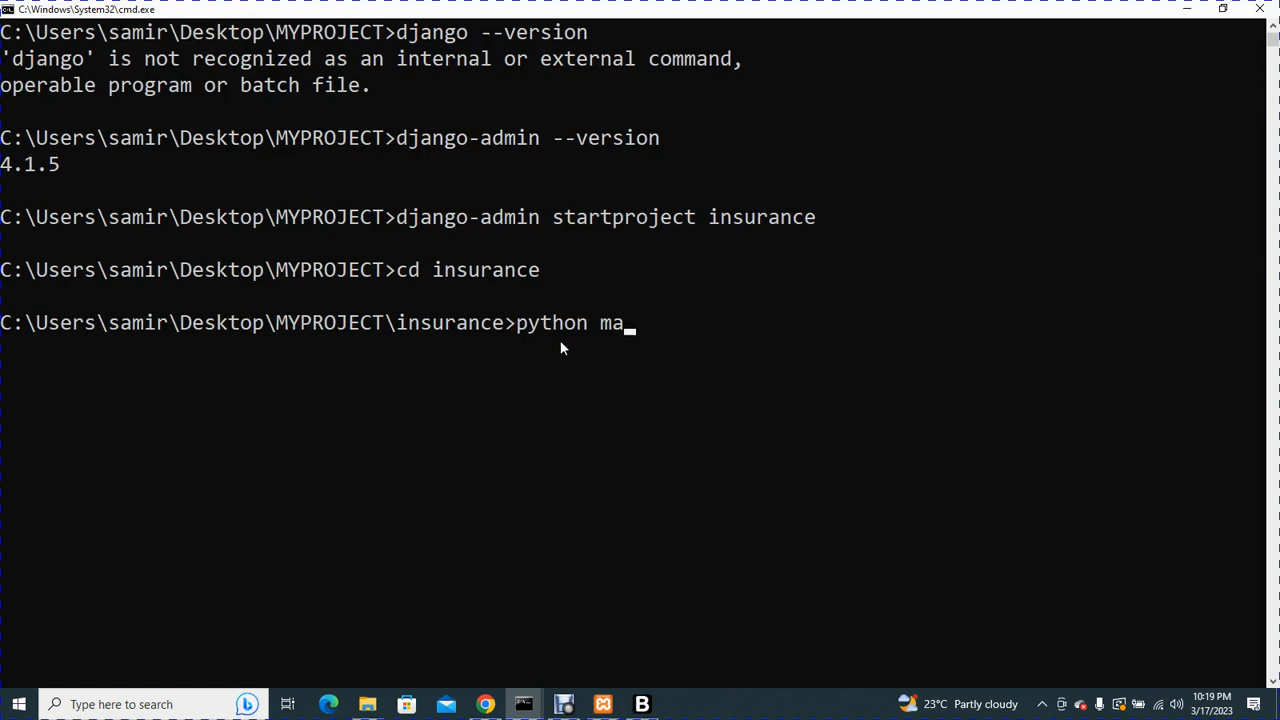 C:\Windows\System32\cmd.exe
C:\Users\samir\Desktop\MYPROJECT>django --version
'django' is not recognized as an internal or external command,
operable program or batch file.
C:\Users\samir\Desktop\MYPROJECT>django-admin --version
4.1.5
C:\Users\samir\Desktop\MYPROJECT>django-admin startproject insurance
C:\Users\samir\Desktop\MYPROJECT>cd insurance
C:\Users\samir\Desktop\MYPROJECT\insurance>python ma
Type here to search
B
23°C Partly cloudy
10:19 PM
3/17/2023